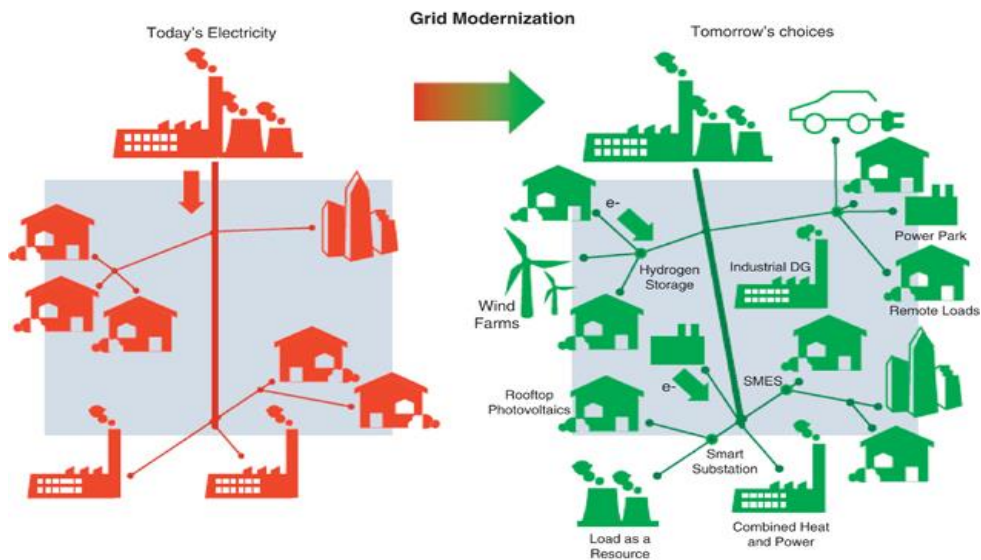 Grid Modernization
Today's Electricity
Tomorrow's choices
e-
Power Park
Hydrogen
Storage
Industrial DG
Wind
Farms
Remote Loads
Rooftop
Photovoltaics
e-
SMES
Smart
Substation
Load as a
Resource
Combined Heat
and Power